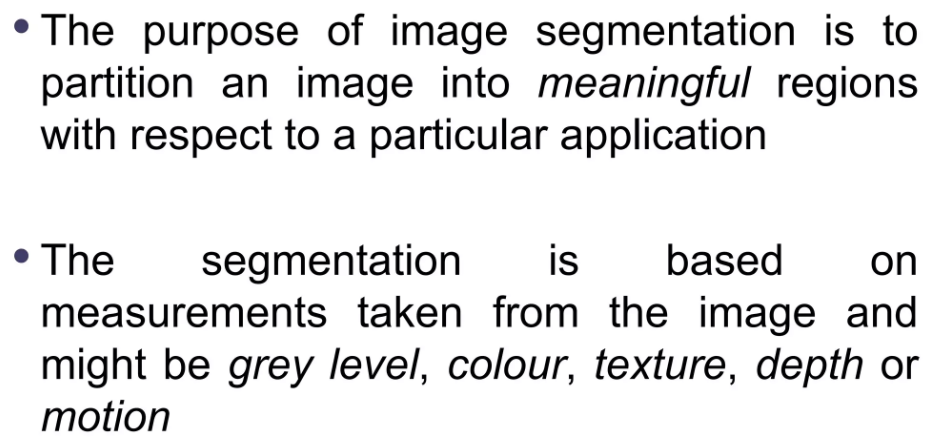 • The purpose of image segmentation is to
partition an image into meaningful regions
with respect to a particular application
• The segmentation is based on
measurements taken from the image and
might be grey level, colour, texture, depth or
motion